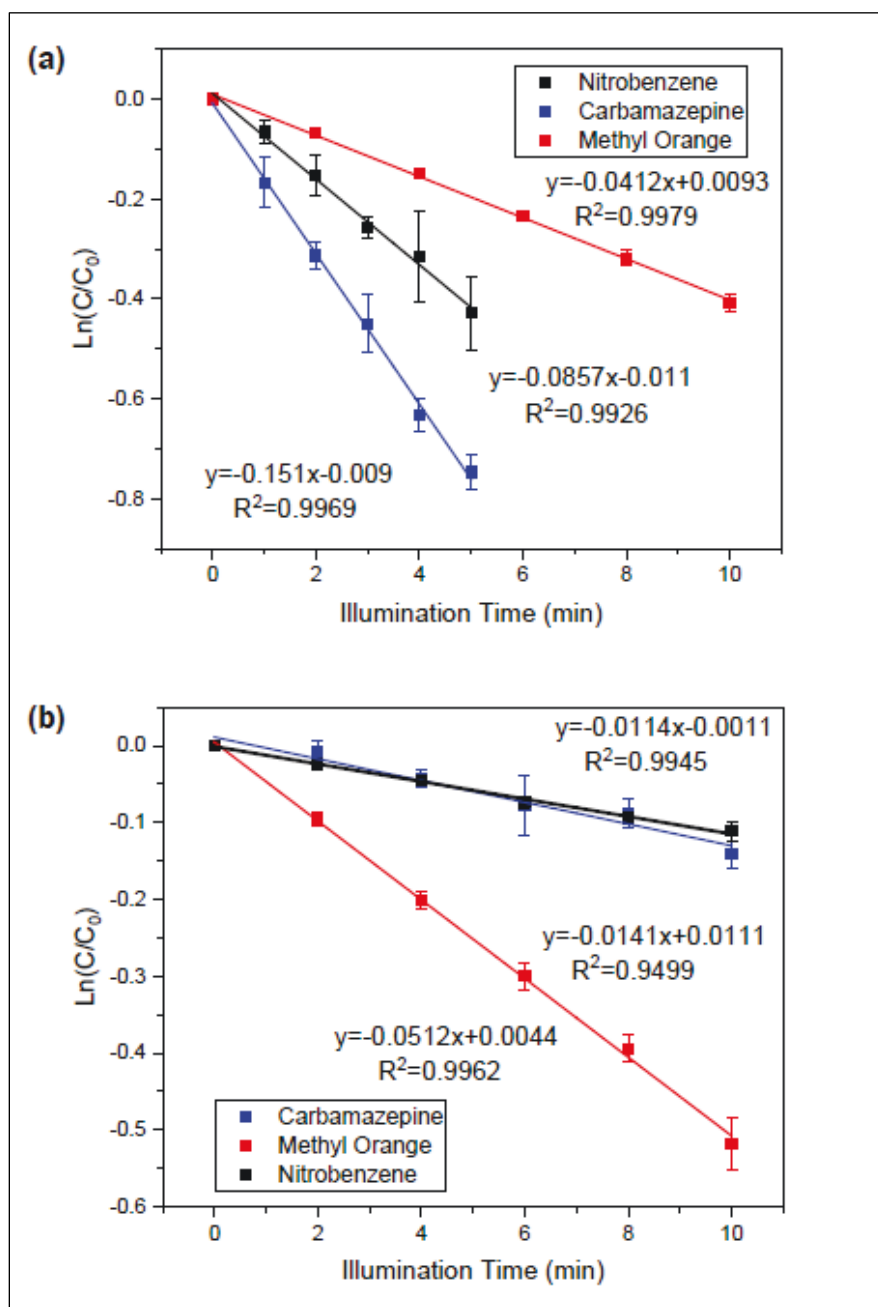 (a)
Nitrobenzene
Carbamazepine
Methyl Orange
0.0
-0.2
-0.4
-0.6
-0.8
Ln(C/C₀)
y=-0.0412x+0.0093
R²=0.9979
y=-0.0857x-0.011
R²=0.9926
y=-0.151x-0.009
R²=0.9969
0 2 4 6 8 10
Illumination Time (min)
(b)
0.0
-0.1
-0.2
-0.3
-0.4
-0.5
-0.6
Ln(C/C₀)
y=-0.0114x-0.0011
R²=0.9945
y=-0.0141x+0.0111
R²=0.9499
y=-0.0512x+0.0044
R²=0.9962
Carbamazepine
Methyl Orange
Nitrobenzene
0 2 4 6 8 10
Illumination Time (min)